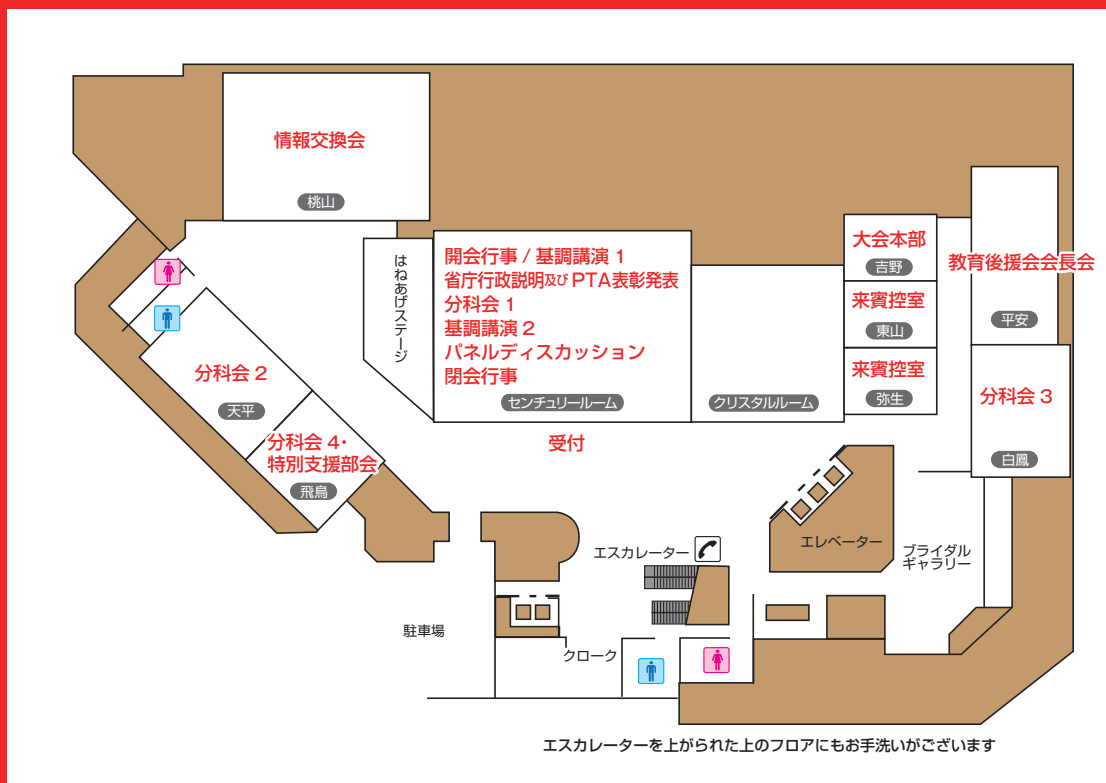 情報交換会
桃山
はねあげステージ
開会行事 / 基調講演 1
省庁行政説明及び PTA表彰発表
分科会 1
基調講演 2
パネルディスカッション
閉会行事
センチュリールーム
クリスタルルーム
大会本部
吉野
来賓控室
東山
来賓控室
弥生
教育後援会会長会
平安
分科会 3
白鳳
分科会 2
天平
分科会 4・
特別支援部会
飛鳥
受付
エスカレーター
エレベーター
ブライダル
ギャラリー
駐車場
クローク
エスカレーターを上がられた上のフロアにもお手洗いがございます